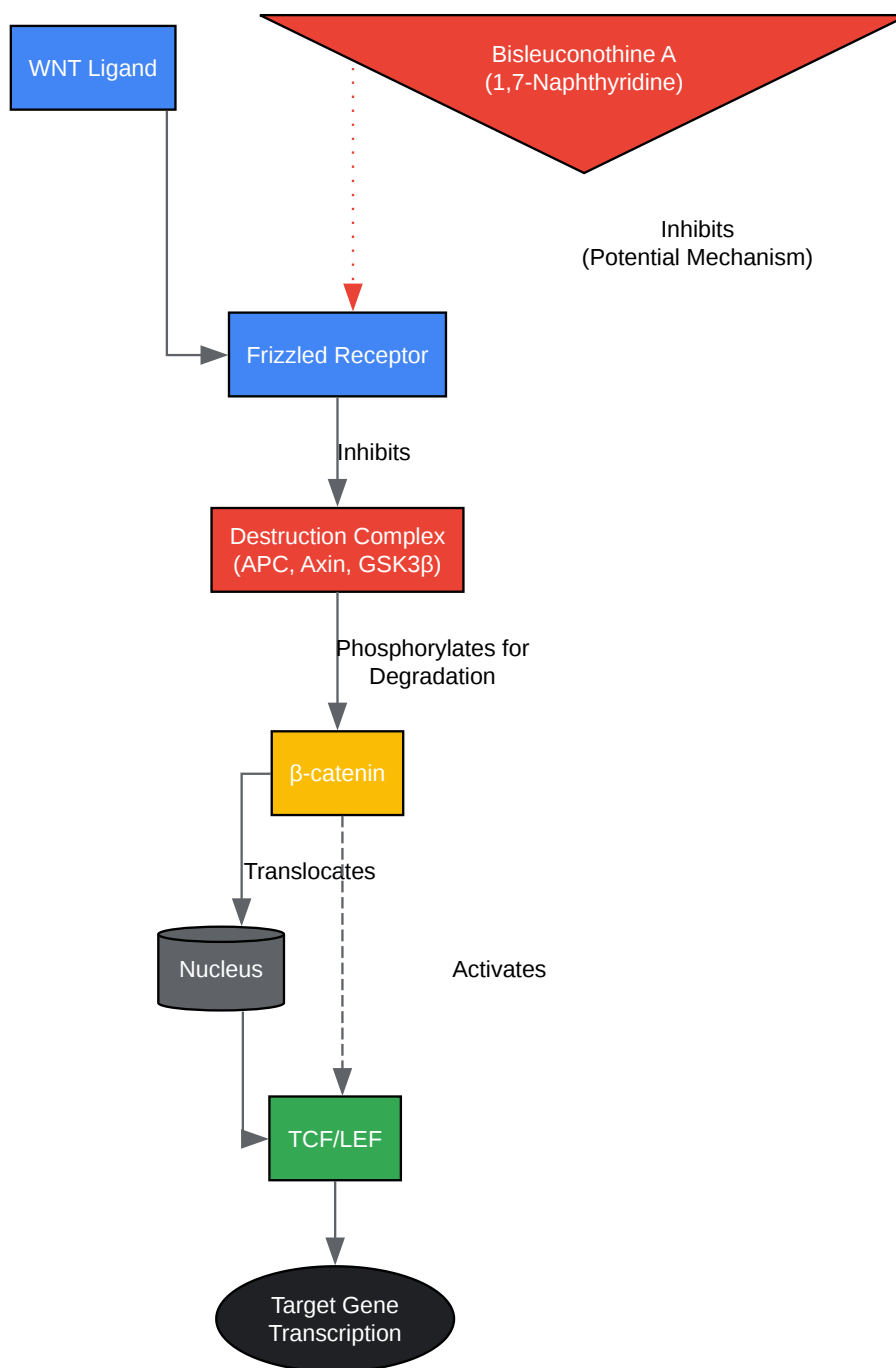 WNT Ligand
Bisleuconothine A
(1,7-Naphthyridine)
Inhibits
(Potential Mechanism)
Frizzled Receptor
Inhibits
Destruction Complex
(APC, Axin, GSK3β)
Phosphorylates for
Degradation
β-catenin
Translocates
Nucleus
Activates
TCF/LEF
Target Gene
Transcription